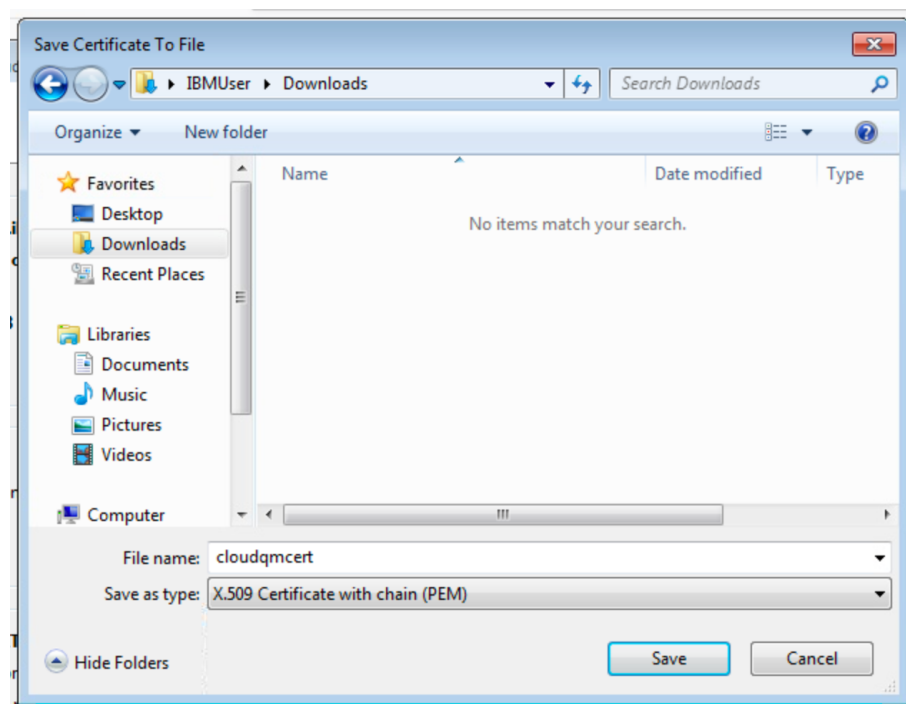 Save Certificate To File
IBMUser Downloads Search Downloads
Organize New folder
Name Date modified Type
No items match your search.
Favorites
Desktop
Downloads
Recent Places
Libraries
Documents
Music
Pictures
Videos
Computer
File name: cloudqmcert
Save as type: X.509 Certificate with chain (PEM)
Hide Folders Save Cancel